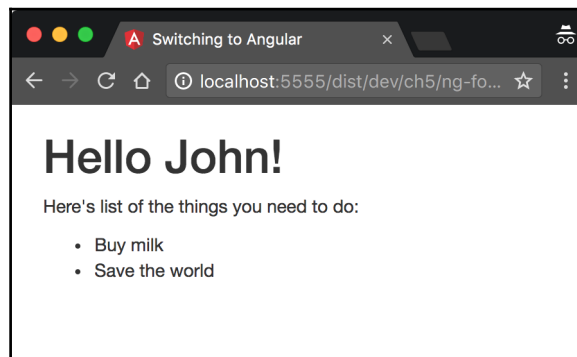 Switching to Angular
localhost:5555/dist/dev/ch5/ng-fo...
Hello John!
Here's list of the things you need to do:
• Buy milk
• Save the world